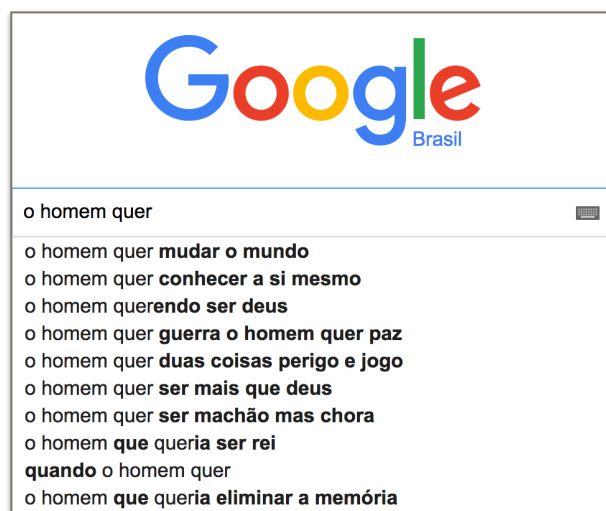 Google
Brasil
o homem quer
o homem quer mudar o mundo
o homem quer conhecer a si mesmo
o homem querendo ser deus
o homem quer guerra o homem quer paz
o homem quer duas coisas perigo e jogo
o homem quer ser mais que deus
o homem quer ser machão mas chora
o homem que queria ser rei
quando o homem quer
o homem que queria eliminar a memória